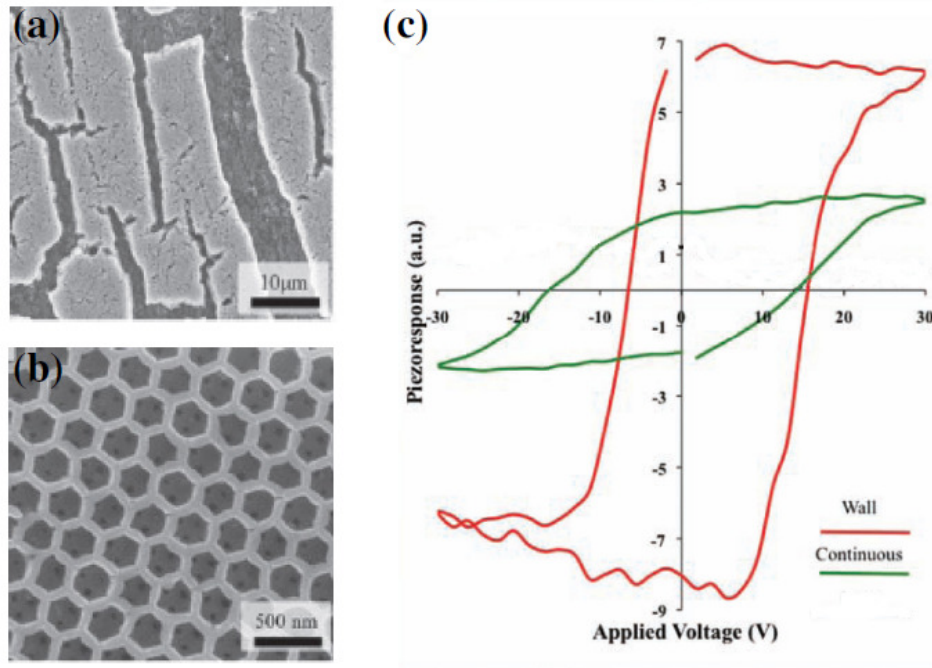 (a)
10µm
(b)
500 nm
(c)
7
5
3
1
-30
-20
-10
0
10
20
30
-1
-3
-5
-7
-9
Piezoresponse (a.u.)
Applied Voltage (V)
Wall
Continuous